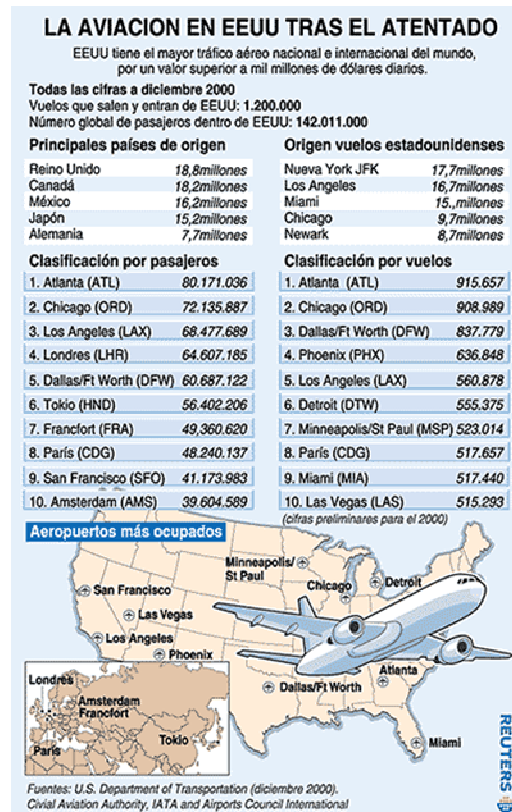 LA AVIACION EN EEUU TRAS EL ATENTADO
EEUU tiene el mayor tráfico aéreo nacional e internacional del mundo,
por un valor superior a mil millones de dólares diarios.
Todas las cifras a diciembre 2000
Vuelos que salen y entran de EEUU: 1.200.000
Número global de pasajeros dentro de EEUU: 142.011.000
Principales países de origen
Reino Unido 18,8millones
Canadá 18,2millones
México 16,2millones
Japón 15,2millones
Alemania 7,7millones
Origen vuelos estadounidenses
Nueva York JFK 17,7millones
Los Angeles 16,7millones
Miami 15.,millones
Chicago 9,7millones
Newark 8,7millones
Clasificación por pasajeros
1. Atlanta (ATL) 80.171.036
2. Chicago (ORD) 72.135.887
3. Los Angeles (LAX) 68.477.689
4. Londres (LHR) 64.607.185
5. Dallas/Ft Worth (DFW) 60.687.122
6. Tokio (HND) 56.402.206
7. Francfort (FRA) 49,360.620
8. París (CDG) 48.240.137
9. San Francisco (SFO) 41.173.983
10. Amsterdam (AMS) 39.604.589
Clasificación por vuelos
1. Atlanta (ATL) 915.657
2. Chicago (ORD) 908.989
3. Dallas/Ft Worth (DFW) 837.779
4. Phoenix (PHX) 636.848
5. Los Angeles (LAX) 560.878
6. Detroit (DTW) 555.375
7. Minneapolis/St Paul (MSP) 523.014
8. París (CDG) 517.657
9. Miami (MIA) 517.440
10. Las Vegas (LAS) 515.293
(cifras preliminares para el 2000)
Aeropuertos más ocupados
Minneapolis/
St Paul
Chicago
Detroit
San Francisco
Las Vegas
Los Angeles
Phoenix
Atlanta
Dallas/Ft Worth
Miami
Londres
Amsterdam
Francfort
Tokio
París
REUTERS
Fuentes: U.S. Department of Transportation (diciembre 2000),
Civial Aviation Authority, IATA and Airports Council International